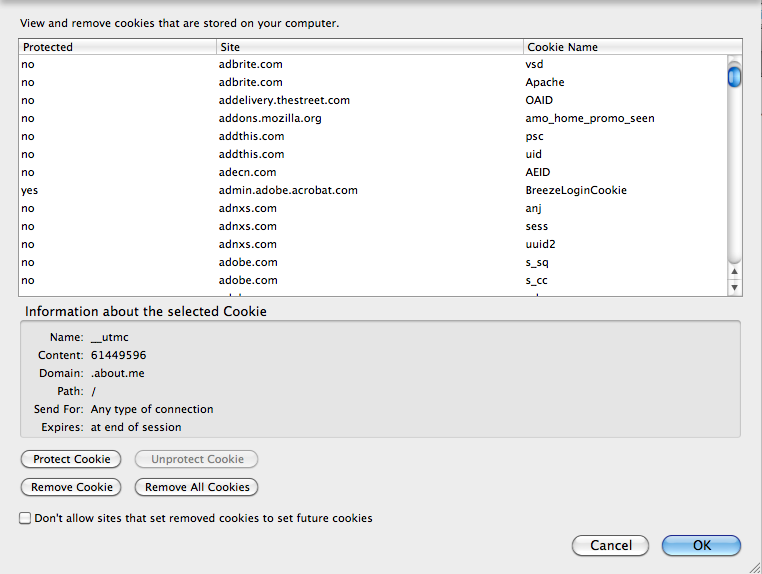 View and remove cookies that are stored on your computer.
Protected Site Cookie Name
no adbrite.com vsd
no adbrite.com Apache
no addelivery.thestreet.com OAID
no addons.mozilla.org amo_home_promo_seen
no addthis.com psc
no addthis.com uid
no adecn.com AEID
yes admin.adobe.acrobat.com BreezeLoginCookie
no adnxs.com anj
no adnxs.com sess
no adnxs.com uuid2
no adobe.com s_sq
no adobe.com s_cc
Information about the selected Cookie
Name: __utmc
Content: 61449596
Domain: .about.me
Path: /
Send For: Any type of connection
Expires: at end of session
Protect Cookie Unprotect Cookie
Remove Cookie Remove All Cookies
Don't allow sites that set removed cookies to set future cookies
Cancel OK